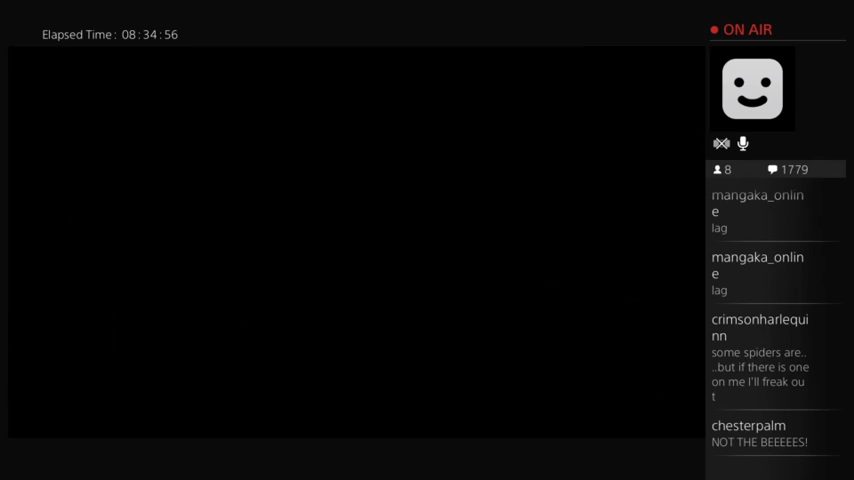 Elapsed Time: 08:34:56
ON AIR
8 1779
mangaka_onlin
e
lag
mangaka_onlin
e
lag
crimsonharlequi
nn
some spiders are..
..but if there is one
on me I'll freak ou
t
chesterpalm
NOT THE BEEEEES!